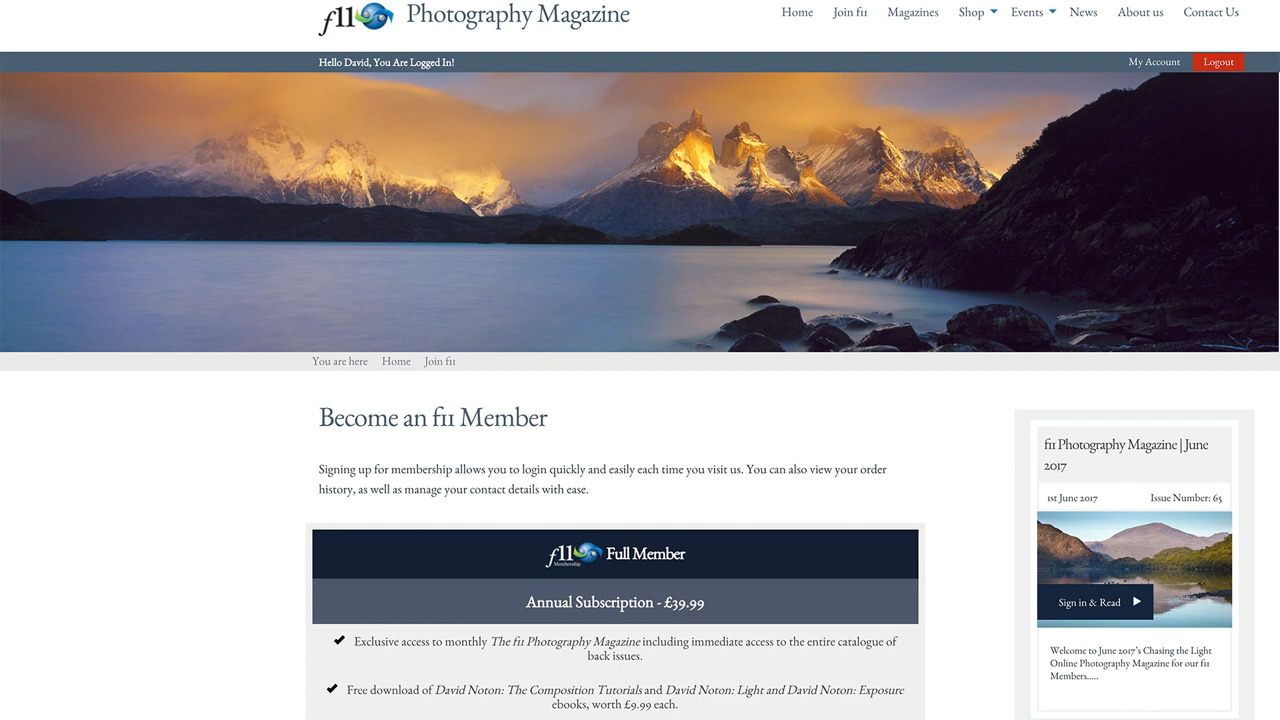 f11 Photography Magazine
Home Join f11 Magazines Shop Events News About us Contact Us
Hello David, You Are Logged In!
My Account Logout
You are here Home Join f11
Become an f11 Member
Signing up for membership allows you to login quickly and easily each time you visit us. You can also view your order
history, as well as manage your contact details with ease.
f11 Membership Full Member
Annual Subscription - £39.99
Exclusive access to monthly The f11 Photography Magazine including immediate access to the entire catalogue of
back issues.
Free download of David Noton: The Composition Tutorials and David Noton: Light and David Noton: Exposure
ebooks, worth £9.99 each.
f11 Photography Magazine | June
2017
1st June 2017 Issue Number: 65
Sign in & Read
Welcome to June 2017's Chasing the Light
Online Photography Magazine for our f11
Members.....